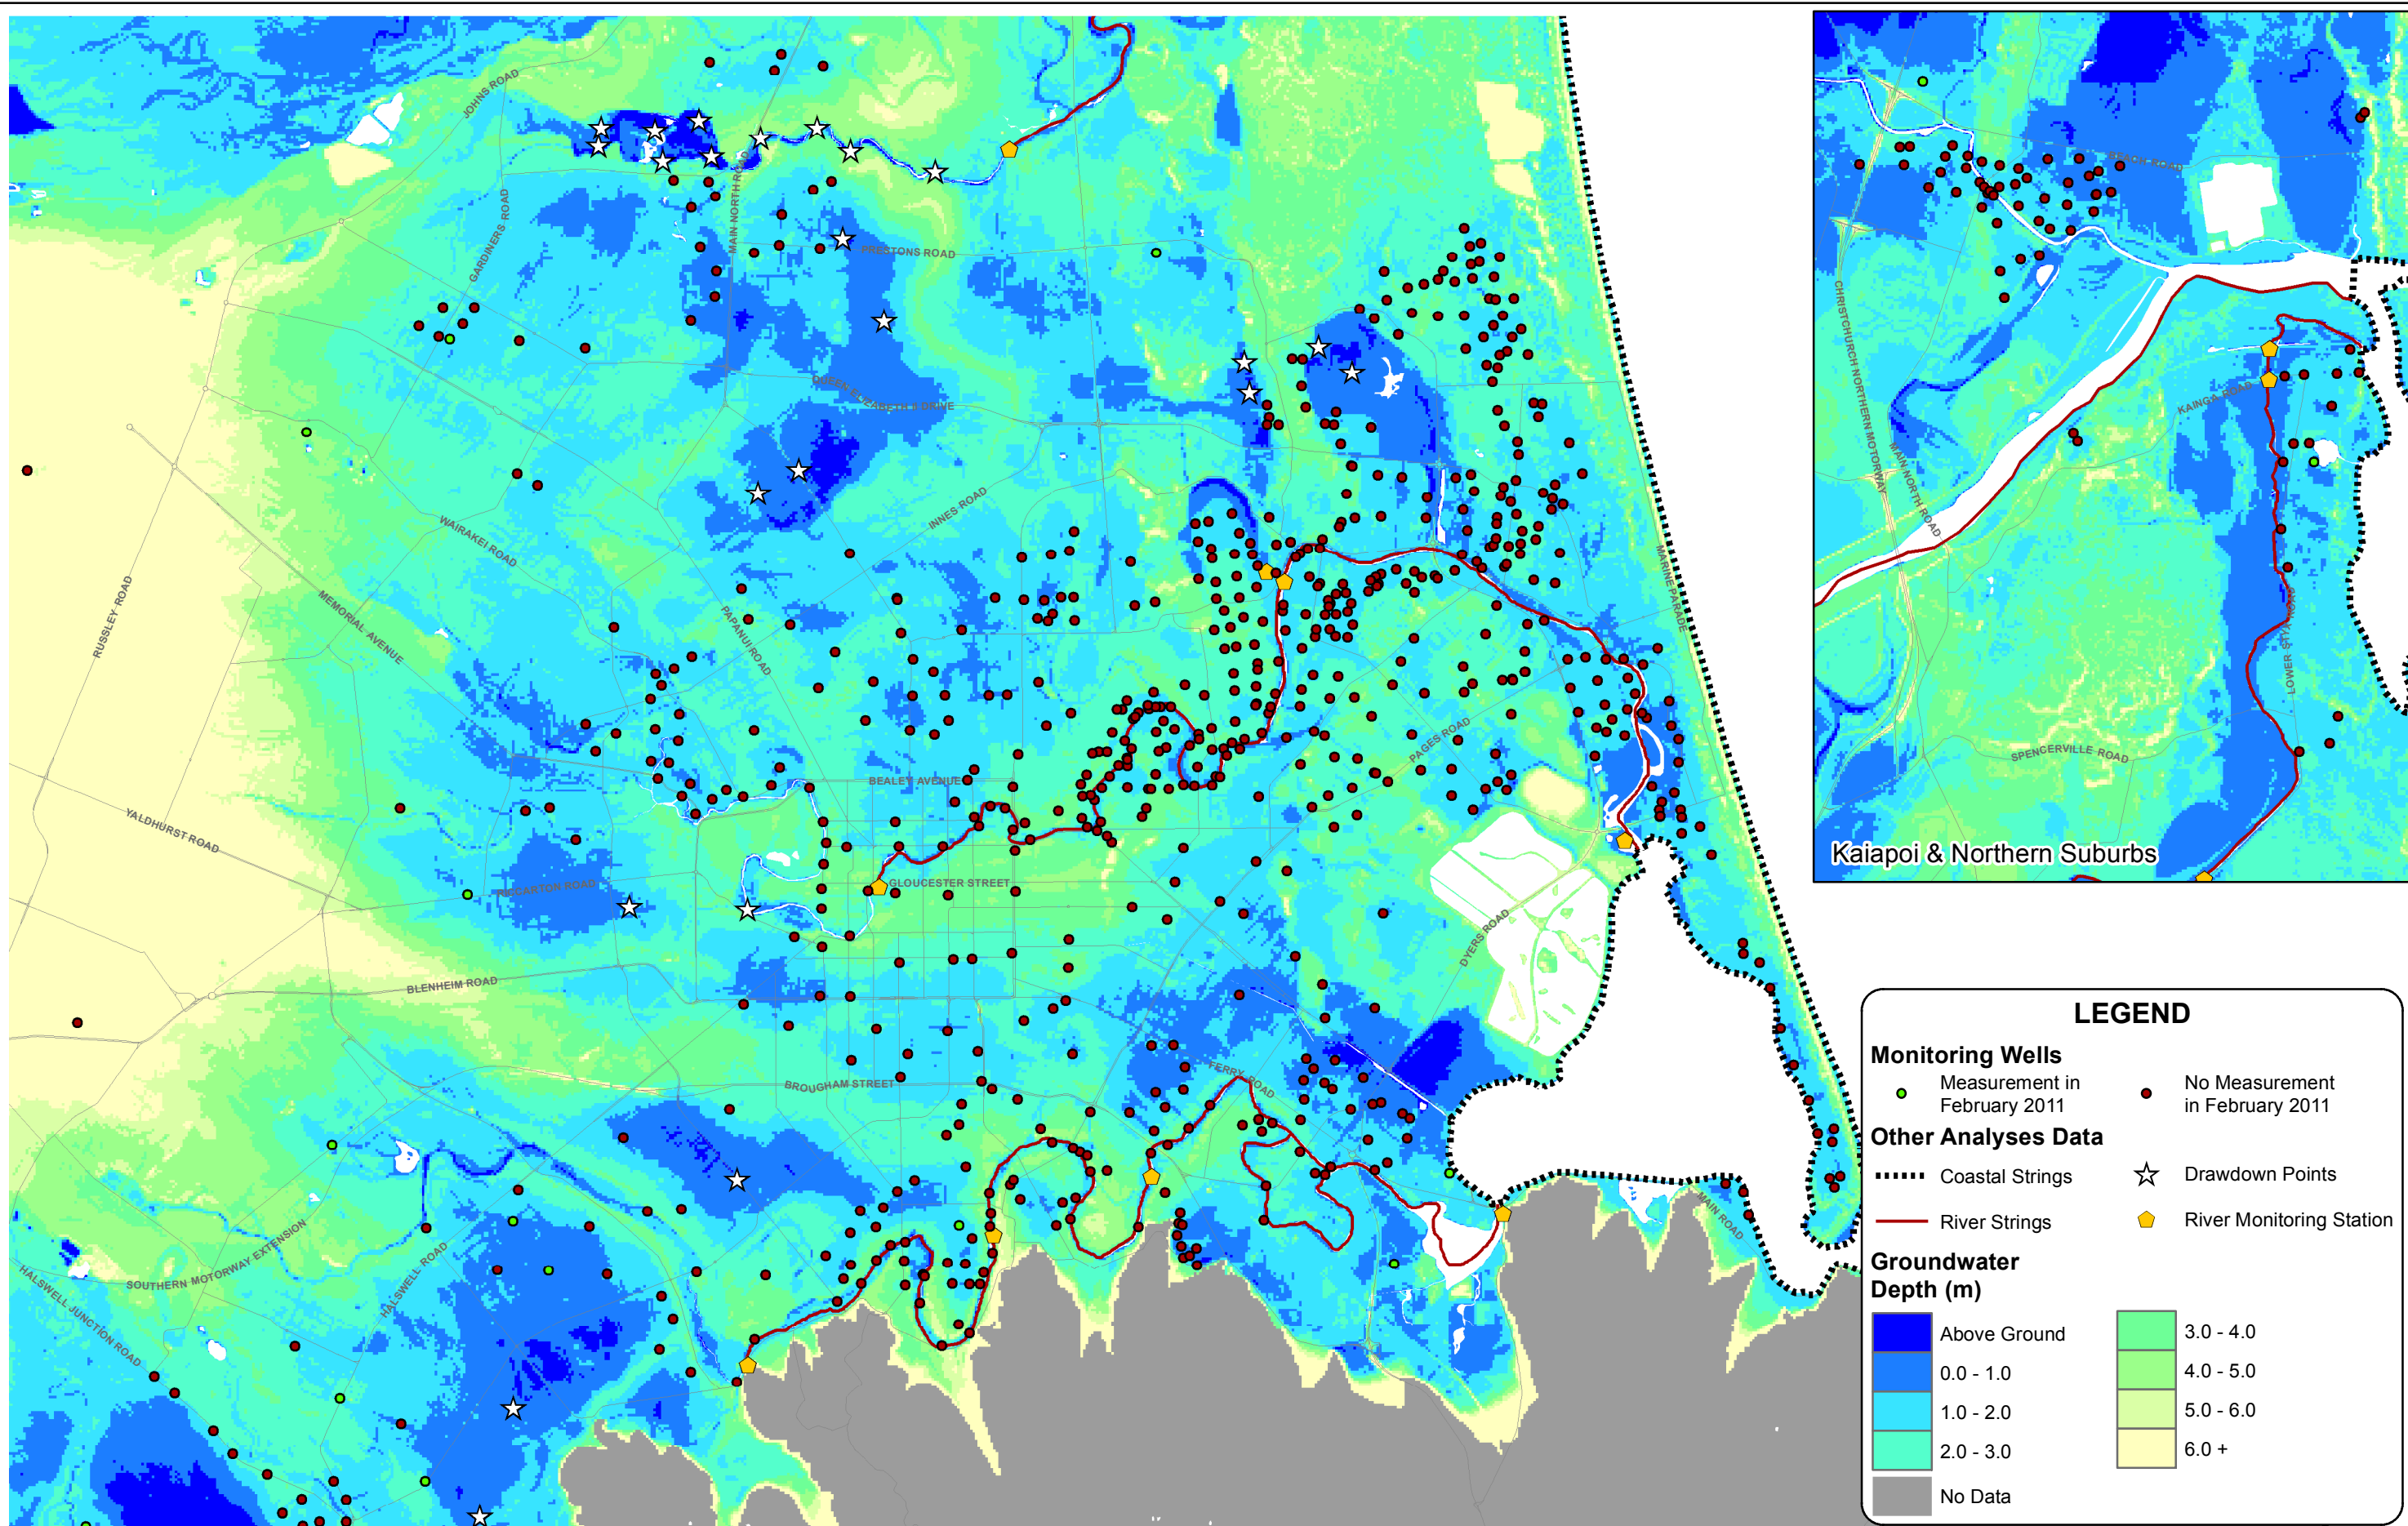 JOHNS ROAD
GARDINERS ROAD
MAIN NORTH ROAD
PRESTONS ROAD
QUEEN ELIZABETH II DRIVE
INNES ROAD
WAIRAKEI ROAD
MEMORIAL AVENUE
RUSSLEY ROAD
PAPANUI ROAD
MARINE PARADE
PAGES ROAD
BEALEY AVENUE
YALDHURST ROAD
RICCARTON ROAD
GLOUCESTER STREET
DYERS ROAD
BLENHEIM ROAD
BROUGHAM STREET
FERRY ROAD
MAIN ROAD
SOUTHERN MOTORWAY EXTENSION
HALSWELL ROAD
HALSWELL JUNCTION ROAD
BEACH ROAD
CHRISTCHURCH NORTHERN MOTORWAY
MAIN NORTH ROAD
KAINGA ROAD
LOWER STYX ROAD
SPENCERVILLE ROAD
Kaiapoi & Northern Suburbs
LEGEND
Monitoring Wells
Measurement in
February 2011
No Measurement
in February 2011
Other Analyses Data
Coastal Strings
Drawdown Points
River Strings
River Monitoring Station
Groundwater
Depth (m)
Above Ground
0.0 - 1.0
1.0 - 2.0
2.0 - 3.0
No Data
3.0 - 4.0
4.0 - 5.0
5.0 - 6.0
6.0 +